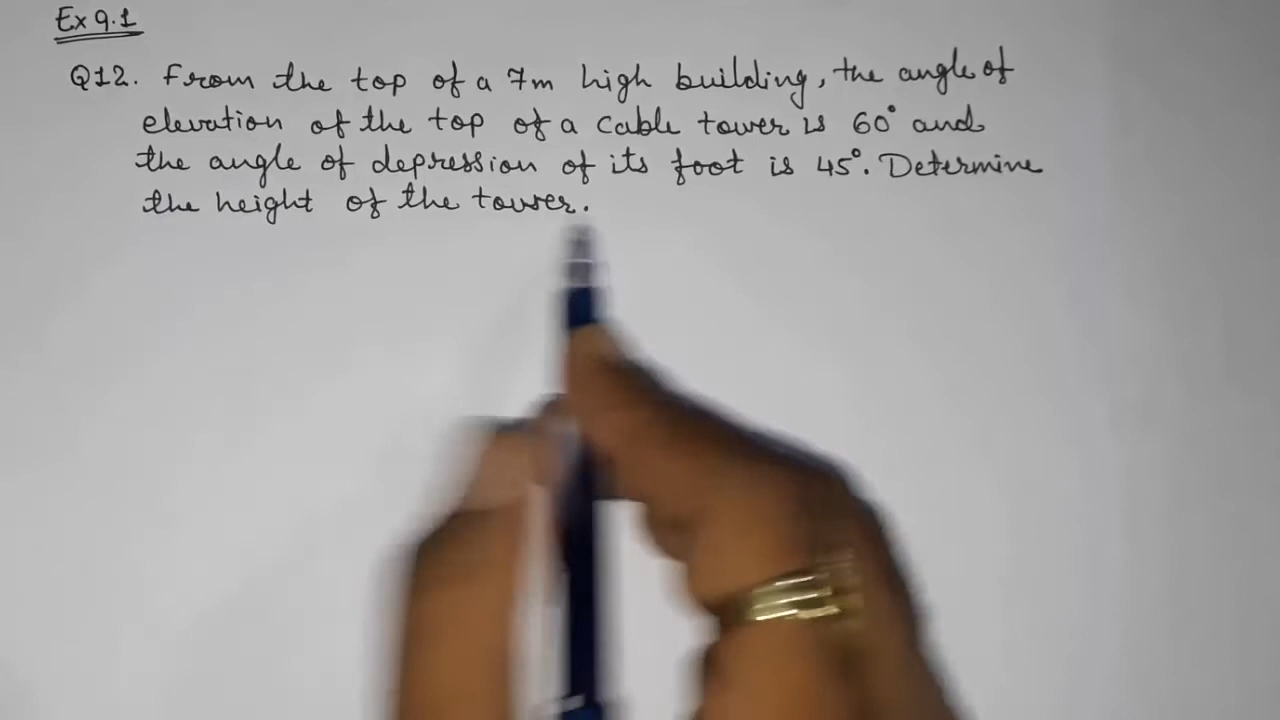 Ex 9.1
Q12. From the top of a 7m high building, the angle of
elevation of the top of a cable tower is 60° and
the angle of depression of its foot is 45°. Determine
the height of the tower.